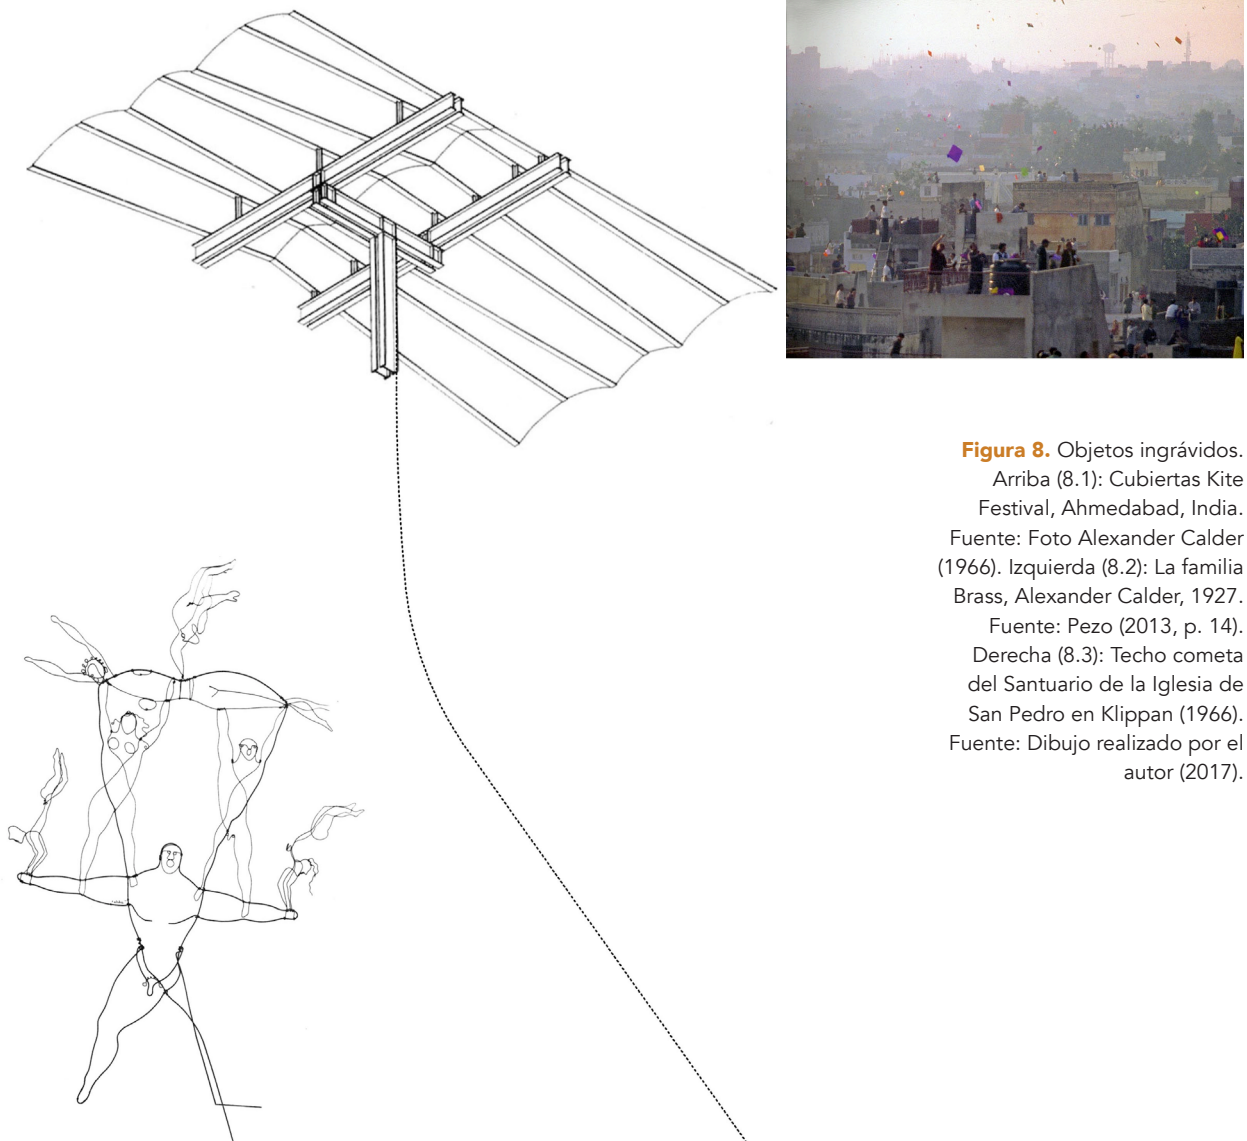 Figura 8. Objetos ingrávidos.
Arriba (8.1): Cubiertas Kite
Festival, Ahmedabad, India.
Fuente: Foto Alexander Calder
(1966). Izquierda (8.2): La familia
Brass, Alexander Calder, 1927.
Fuente: Pezo (2013, p. 14).
Derecha (8.3): Techo cometa
del Santuario de la Iglesia de
San Pedro en Klippan (1966).
Fuente: Dibujo realizado por el
autor (2017).